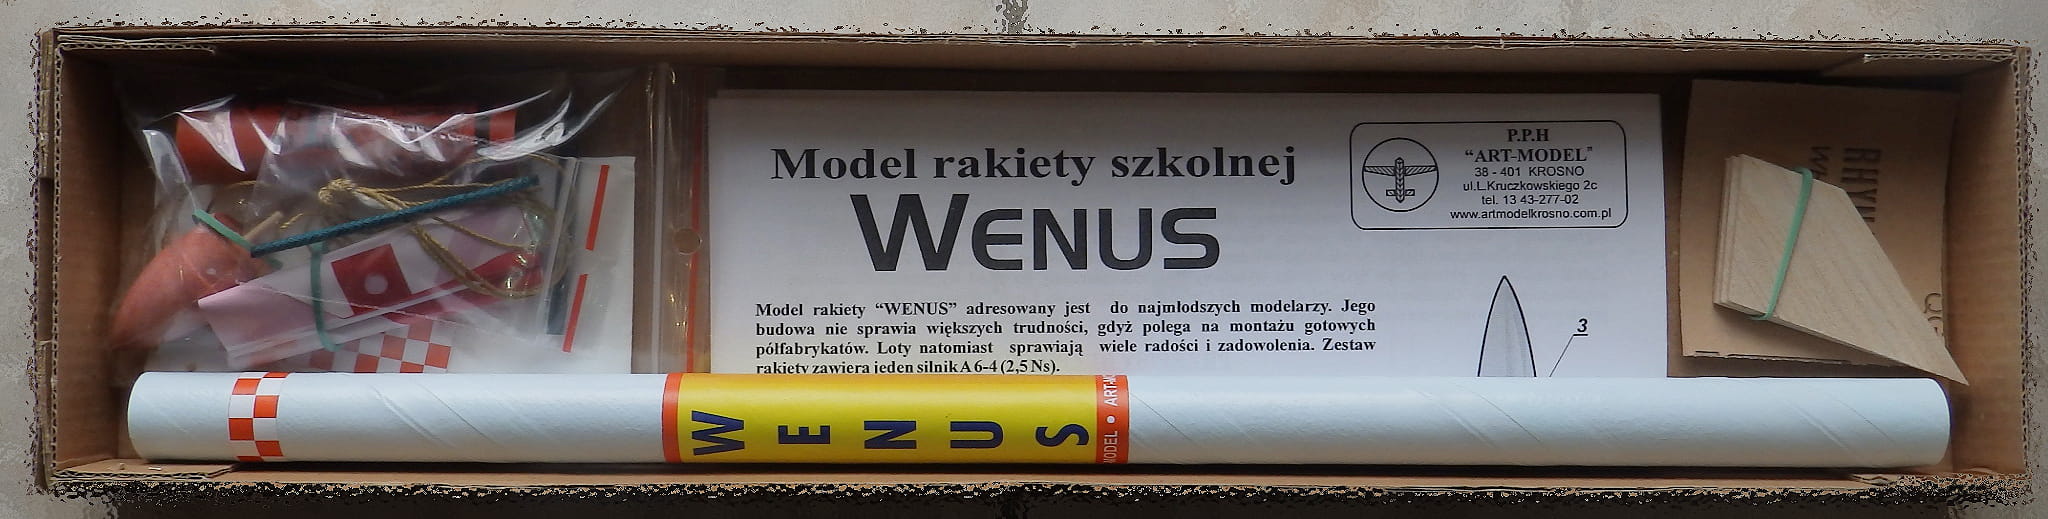 Model rakiety szkolnej
WENUS
P.P.H
“ART-MODEL”
38 - 401 KROSNO
ul.L.Kruczkowskiego 2c
tel. 13 43-277-02
www.artmodelkrosno.com.pl
Model rakiety “WENUS” adresowany jest do najmłodszych modelarzy. Jego
budowa nie sprawia większych trudności, gdyż polega na montażu gotowych
półfabrykatów. Loty natomiast sprawiają wiele radości i zadowolenia. Zestaw
rakiety zawiera jeden silnik A 6-4 (2,5 Ns).
3
WENUS
MODEL • ART-MO